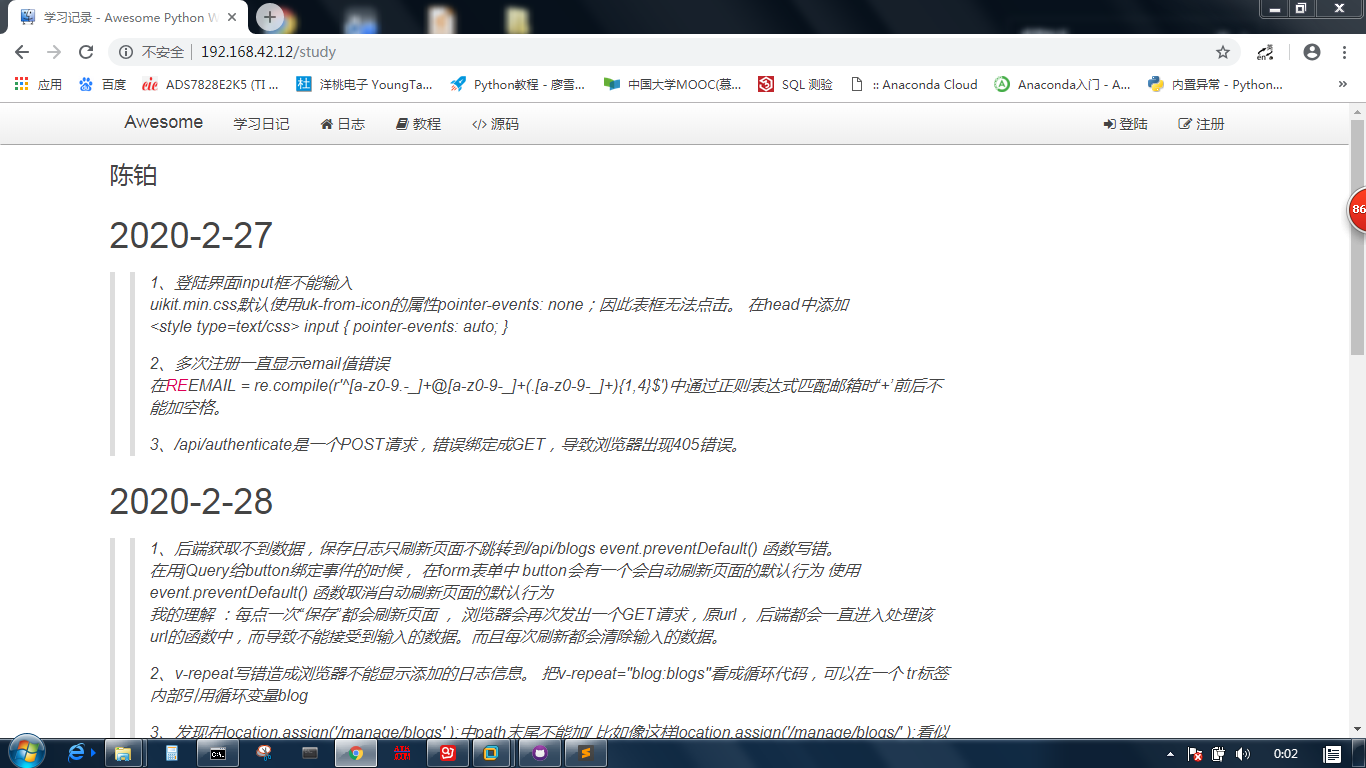 学习记录 - Awesome Python W
不安全 192.168.42.12/study
应用 百度 ADS7828E2K5 (TI ... 洋桃电子 YoungTa... Python教程 - 廖雪... 中国大学MOOC(慕... SQL 测验 :: Anaconda Cloud Anaconda入门 - A... 内置异常 - Python... »
Awesome 学习日记 日志 教程 </> 源码 登陆 注册
陈铂
86
2020-2-27
1、登陆界面input框不能输入
uikit.min.css默认使用uk-from-icon的属性pointer-events: none；因此表框无法点击。 在head中添加
<style type=text/css> input { pointer-events: auto; }
2、多次注册一直显示email值错误
在REEMAIL = re.compile(r'^[a-z0-9.-_]+@[a-z0-9-_]+(.[a-z0-9-_]+){1,4}$')中通过正则表达式匹配邮箱时‘+’前后不
能加空格。
3、/api/authenticate是一个POST请求，错误绑定成GET，导致浏览器出现405错误。
2020-2-28
1、后端获取不到数据，保存日志只刷新页面不跳转到/api/blogs event.preventDefault() 函数写错。
在用jQuery给button绑定事件的时候， 在form表单中 button会有一个会自动刷新页面的默认行为 使用
event.preventDefault() 函数取消自动刷新页面的默认行为
我的理解 ：每点一次“保存”都会刷新页面 ， 浏览器会再次发出一个GET请求，原url， 后端都会一直进入处理该
url的函数中，而导致不能接受到输入的数据。而且每次刷新都会清除输入的数据。
2、v-repeat写错造成浏览器不能显示添加的日志信息。 把v-repeat="blog:blogs"看成循环代码，可以在一个 tr标签
内部引用循环变量blog
3、发现在location.assign('/manage/blogs' );中path末尾不能加/ 比如像这样location.assign('/manage/blogs/' );看似
0:02